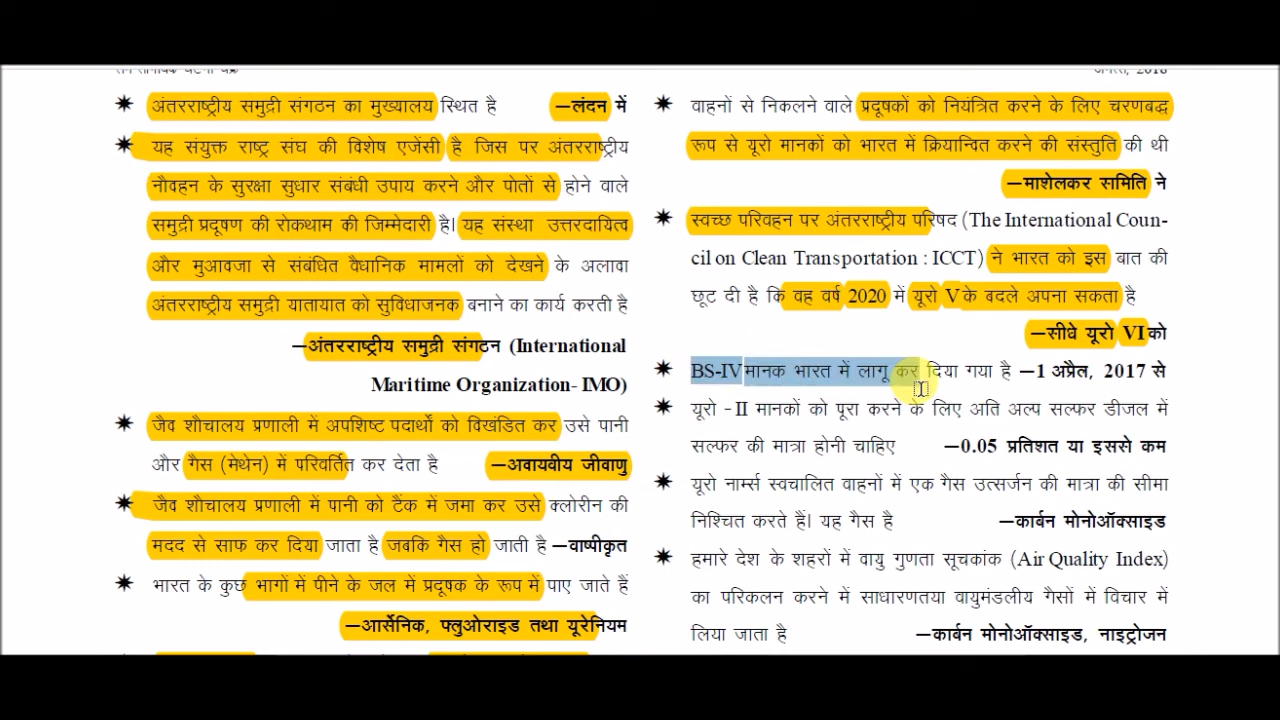 अंतरराष्ट्रीय समुद्री संगठन का मुख्यालय स्थित है —लंदन में
यह संयुक्त राष्ट्र संघ की विशेष एजेंसी है जिस पर अंतरराष्ट्रीय
नौवहन के सुरक्षा सुधार संबंधी उपाय करने और पोतों से होने वाले
समुद्री प्रदूषण की रोकथाम की जिम्मेदारी है। यह संस्था उत्तरदायित्व
और मुआवजा से संबंधित वैधानिक मामलों को देखने के अलावा
अंतरराष्ट्रीय समुद्री यातायात को सुविधाजनक बनाने का कार्य करती है
—अंतरराष्ट्रीय समुद्री संगठन (International
Maritime Organization- IMO)
जैव शौचालय प्रणाली में अपशिष्ट पदार्थों को विखंडित कर उसे पानी
और गैस (मेथेन) में परिवर्तित कर देता है —अवायवीय जीवाणु
जैव शौचालय प्रणाली में पानी को टैंक में जमा कर उसे क्लोरीन की
मदद से साफ कर दिया जाता है जबकि गैस हो जाती है —वाष्पीकृत
भारत के कुछ भागों में पीने के जल में प्रदूषक के रूप में पाए जाते हैं
—आर्सेनिक, फ्लुओराइड तथा यूरेनियम
अगस्त, 2018
वाहनों से निकलने वाले प्रदूषकों को नियंत्रित करने के लिए चरणबद्ध
रूप से यूरो मानकों को भारत में क्रियान्वित करने की संस्तुति की थी
—माशेलकर समिति ने
स्वच्छ परिवहन पर अंतरराष्ट्रीय परिषद (The International Coun-
cil on Clean Transportation : ICCT) ने भारत को इस बात की
छूट दी है कि वह वर्ष 2020 में यूरो V के बदले अपना सकता है
—सीधे यूरो VI को
BS-IV मानक भारत में लागू कर दिया गया है —1 अप्रैल, 2017 से
यूरो -II मानकों को पूरा करने के लिए अति अल्प सल्फर डीजल में
सल्फर की मात्रा होनी चाहिए —0.05 प्रतिशत या इससे कम
यूरो नार्म्स स्वचालित वाहनों में एक गैस उत्सर्जन की मात्रा की सीमा
निश्चित करते हैं। यह गैस है —कार्बन मोनोऑक्साइड
हमारे देश के शहरों में वायु गुणता सूचकांक (Air Quality Index)
का परिकलन करने में साधारणतया वायुमंडलीय गैसों में विचार में
लिया जाता है —कार्बन मोनोऑक्साइड, नाइट्रोजन